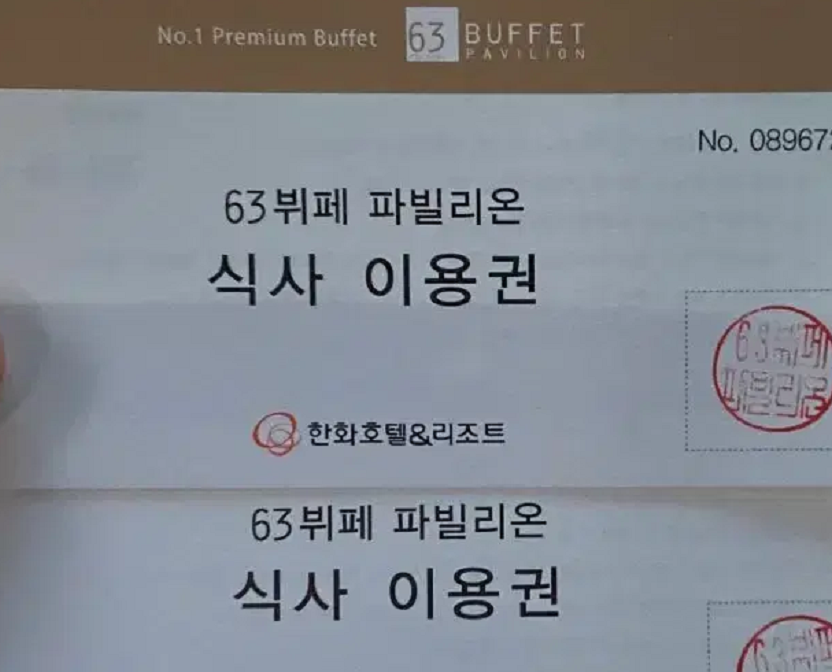 No.1 Premium Buffet 63 BUFFET
PAVILION
No. 089672
63뷔페 파빌리온
식사 이용권
63뷔페
파빌리온
한화호텔&리조트
63뷔페 파빌리온
식사 이용권